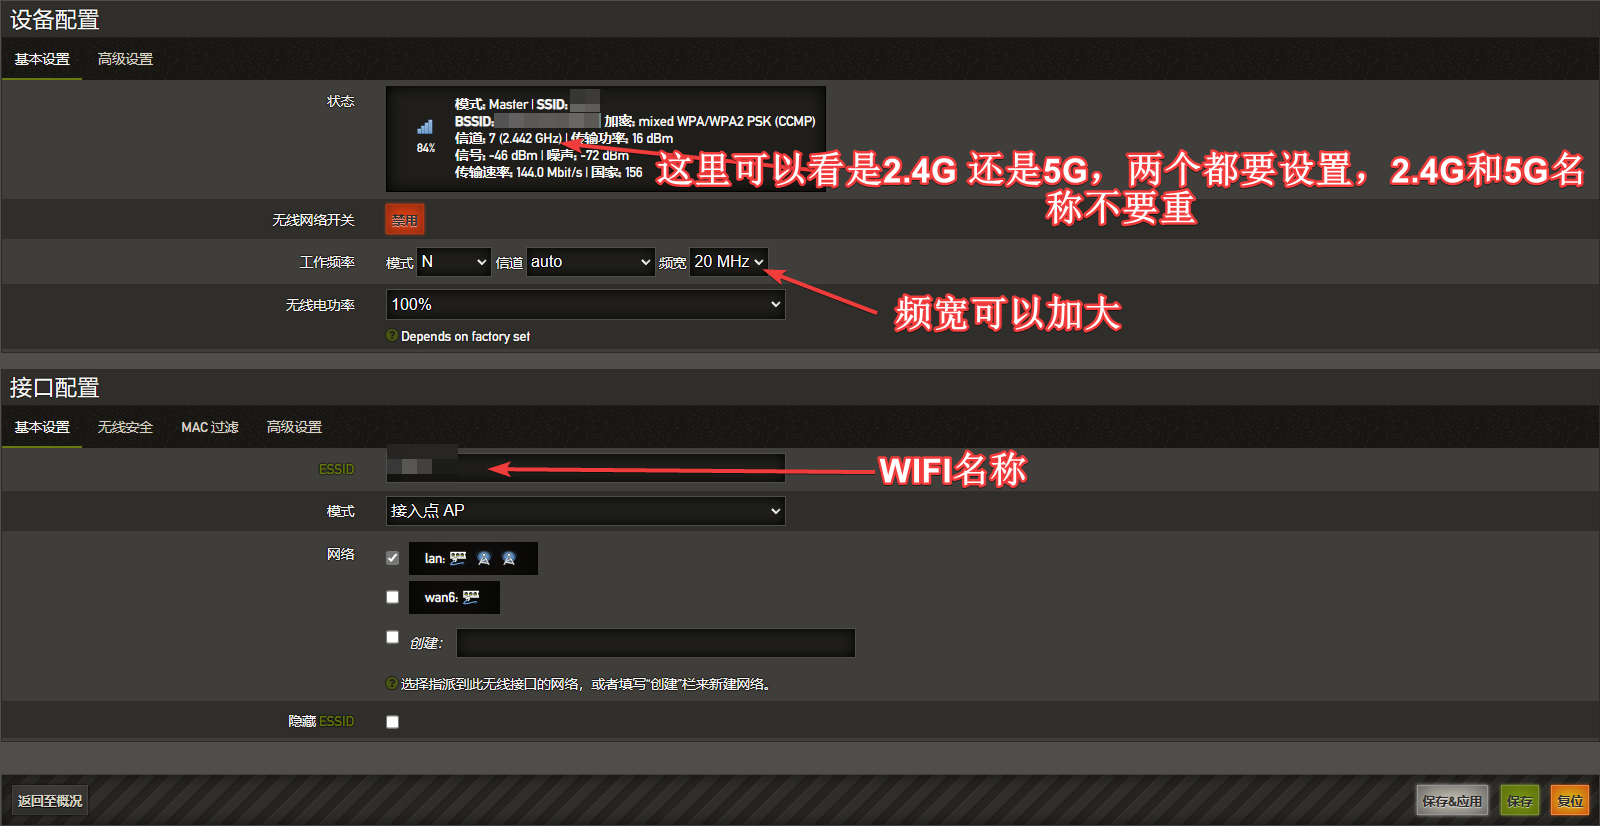 设备配置
基本设置 高级设置
状态
84%
模式: Master | SSID:
BSSID: 加密: mixed WPA/WPA2 PSK (CCMP)
信道: 7 (2.442 GHz) | 传输功率: 16 dBm
信号: -46 dBm | 噪声: -72 dBm
传输速率: 144.0 Mbit/s | 国家: 156
这里可以看是2.4G 还是5G，两个都要设置，2.4G和5G名
称不要重
无线网络开关 禁用
工作频率 模式 N 信道 auto 频宽 20 MHz
无线电功率 100%
频宽可以加大
Depends on factory set
接口配置
基本设置 无线安全 MAC 过滤 高级设置
ESSID
WIFI名称
模式 接入点 AP
网络 lan:
wan6:
创建:
选择指派到此无线接口的网络，或者填写"创建"栏来新建网络。
隐藏 ESSID
返回至概况 保存&应用 保存 复位